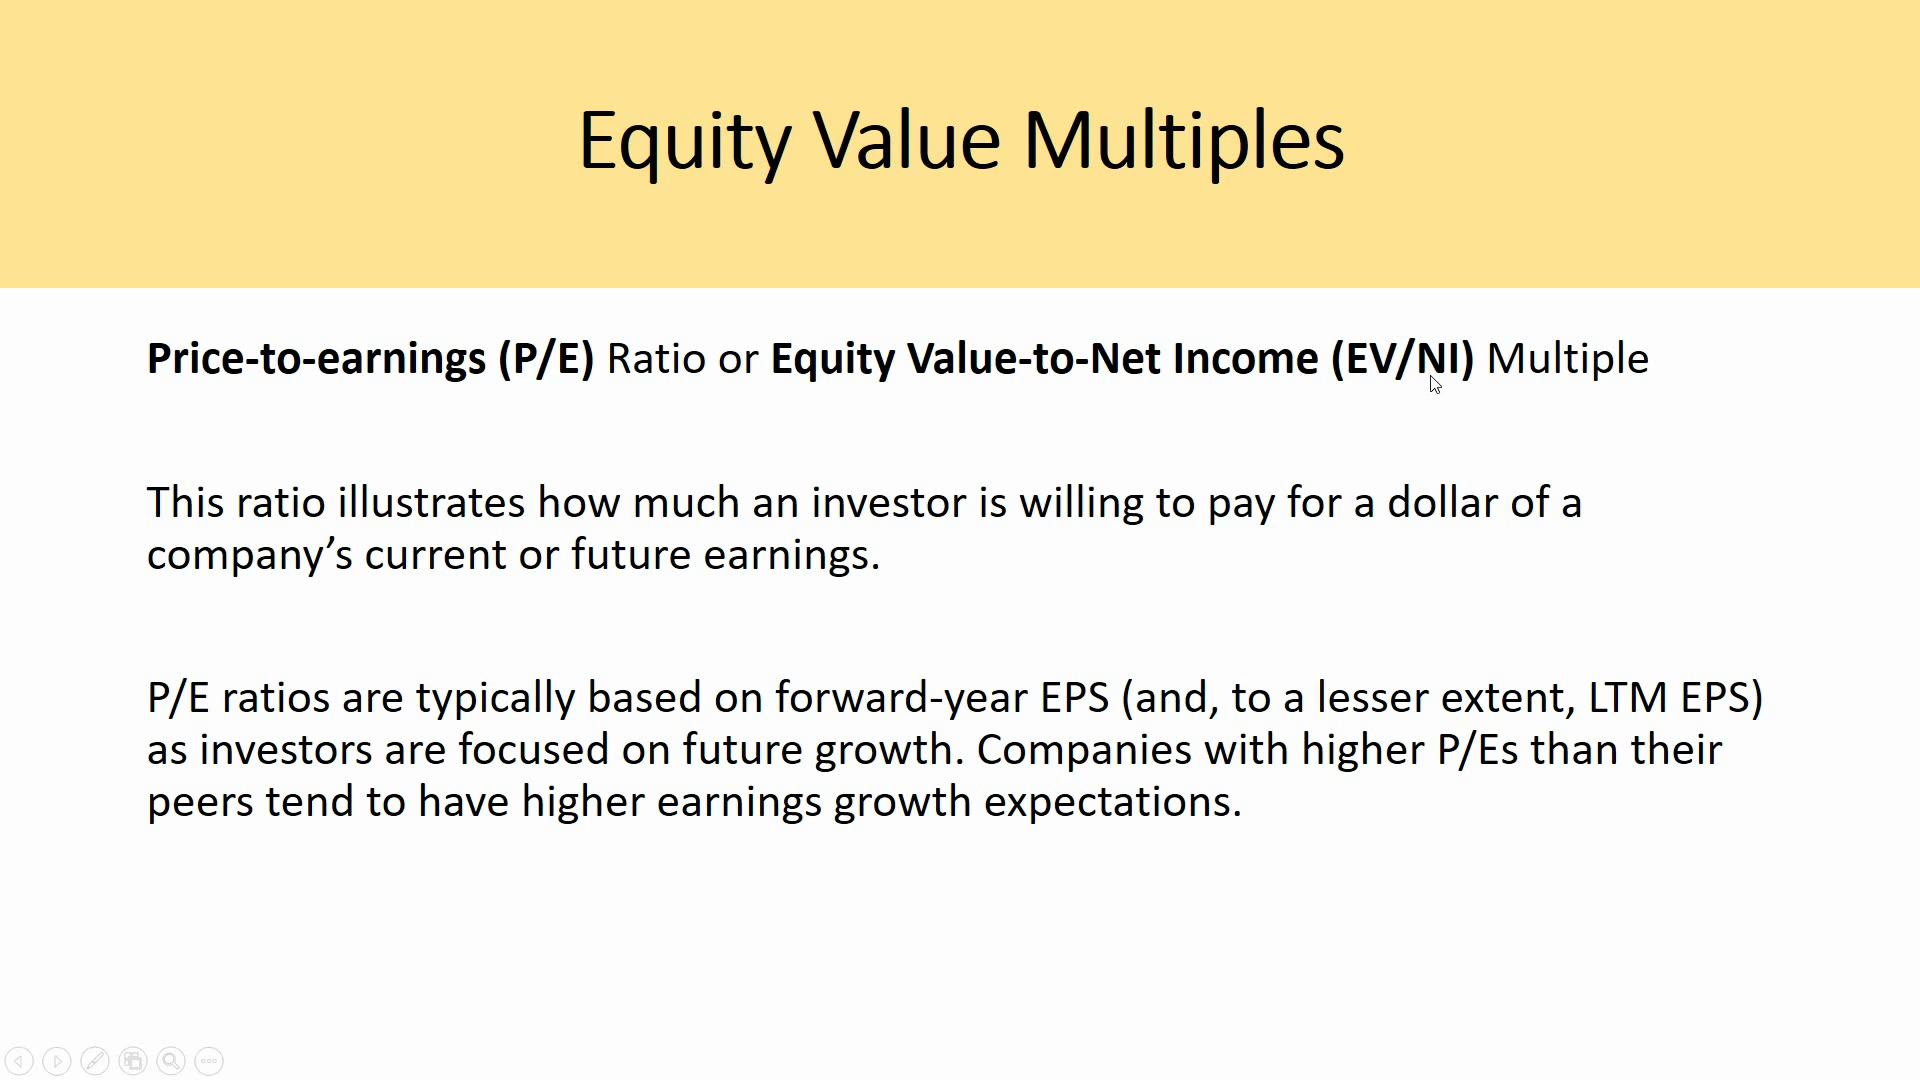 Equity Value Multiples
Price-to-earnings (P/E) Ratio or Equity Value-to-Net Income (EV/NI) Multiple
This ratio illustrates how much an investor is willing to pay for a dollar of a
company’s current or future earnings.
P/E ratios are typically based on forward-year EPS (and, to a lesser extent, LTM EPS)
as investors are focused on future growth. Companies with higher P/Es than their
peers tend to have higher earnings growth expectations.